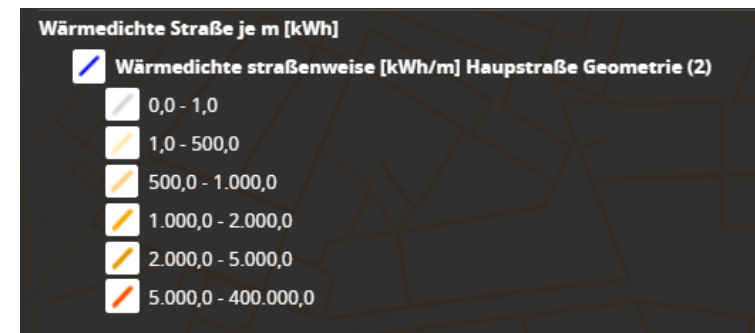 Wärmedichte Straße je m [kWh]
Wärmedichte straßenweise [kWh/m] Haupstraße Geometrie (2)
0,0 - 1,0
1,0 - 500,0
500,0 - 1.000,0
1.000,0 - 2.000,0
2.000,0 - 5.000,0
5.000,0 - 400.000,0